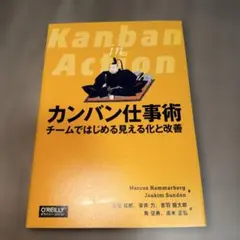 Kanban
in
Action
カンバン仕事術
チームではじめる見える化と改善
Marcus Hammarberg
Joakim Sundén
O'REILLY